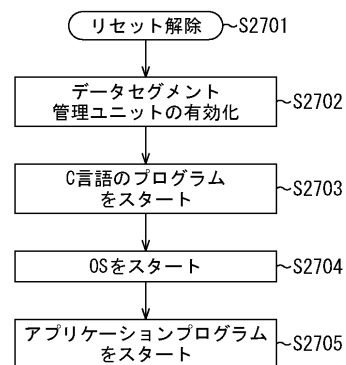 リセット解除 S2701
データセグメント
管理ユニットの有効化 S2702
C言語のプログラム
をスタート S2703
OSをスタート S2704
アプリケーションプログラム
をスタート S2705